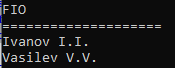 FIO
====================
Ivanov I.I.
Vasilev V.V.